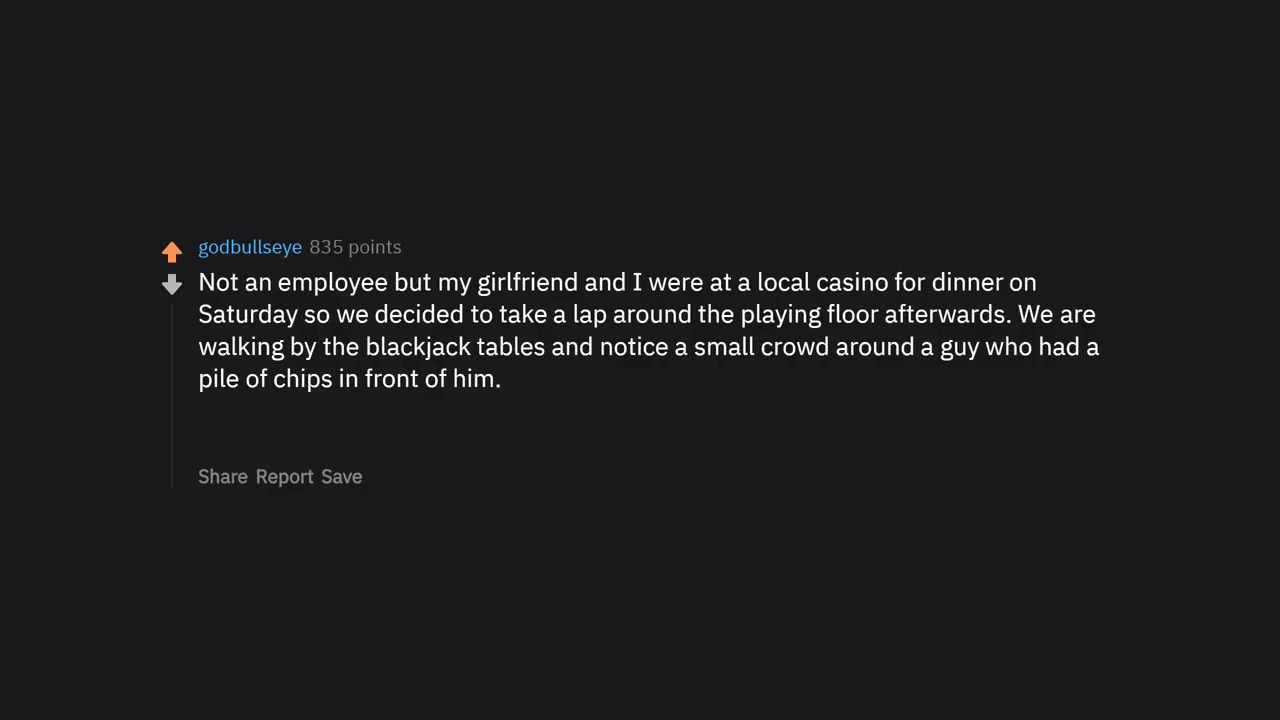 godbullseye 835 points
Not an employee but my girlfriend and I were at a local casino for dinner on
Saturday so we decided to take a lap around the playing floor afterwards. We are
walking by the blackjack tables and notice a small crowd around a guy who had a
pile of chips in front of him.
Share Report Save